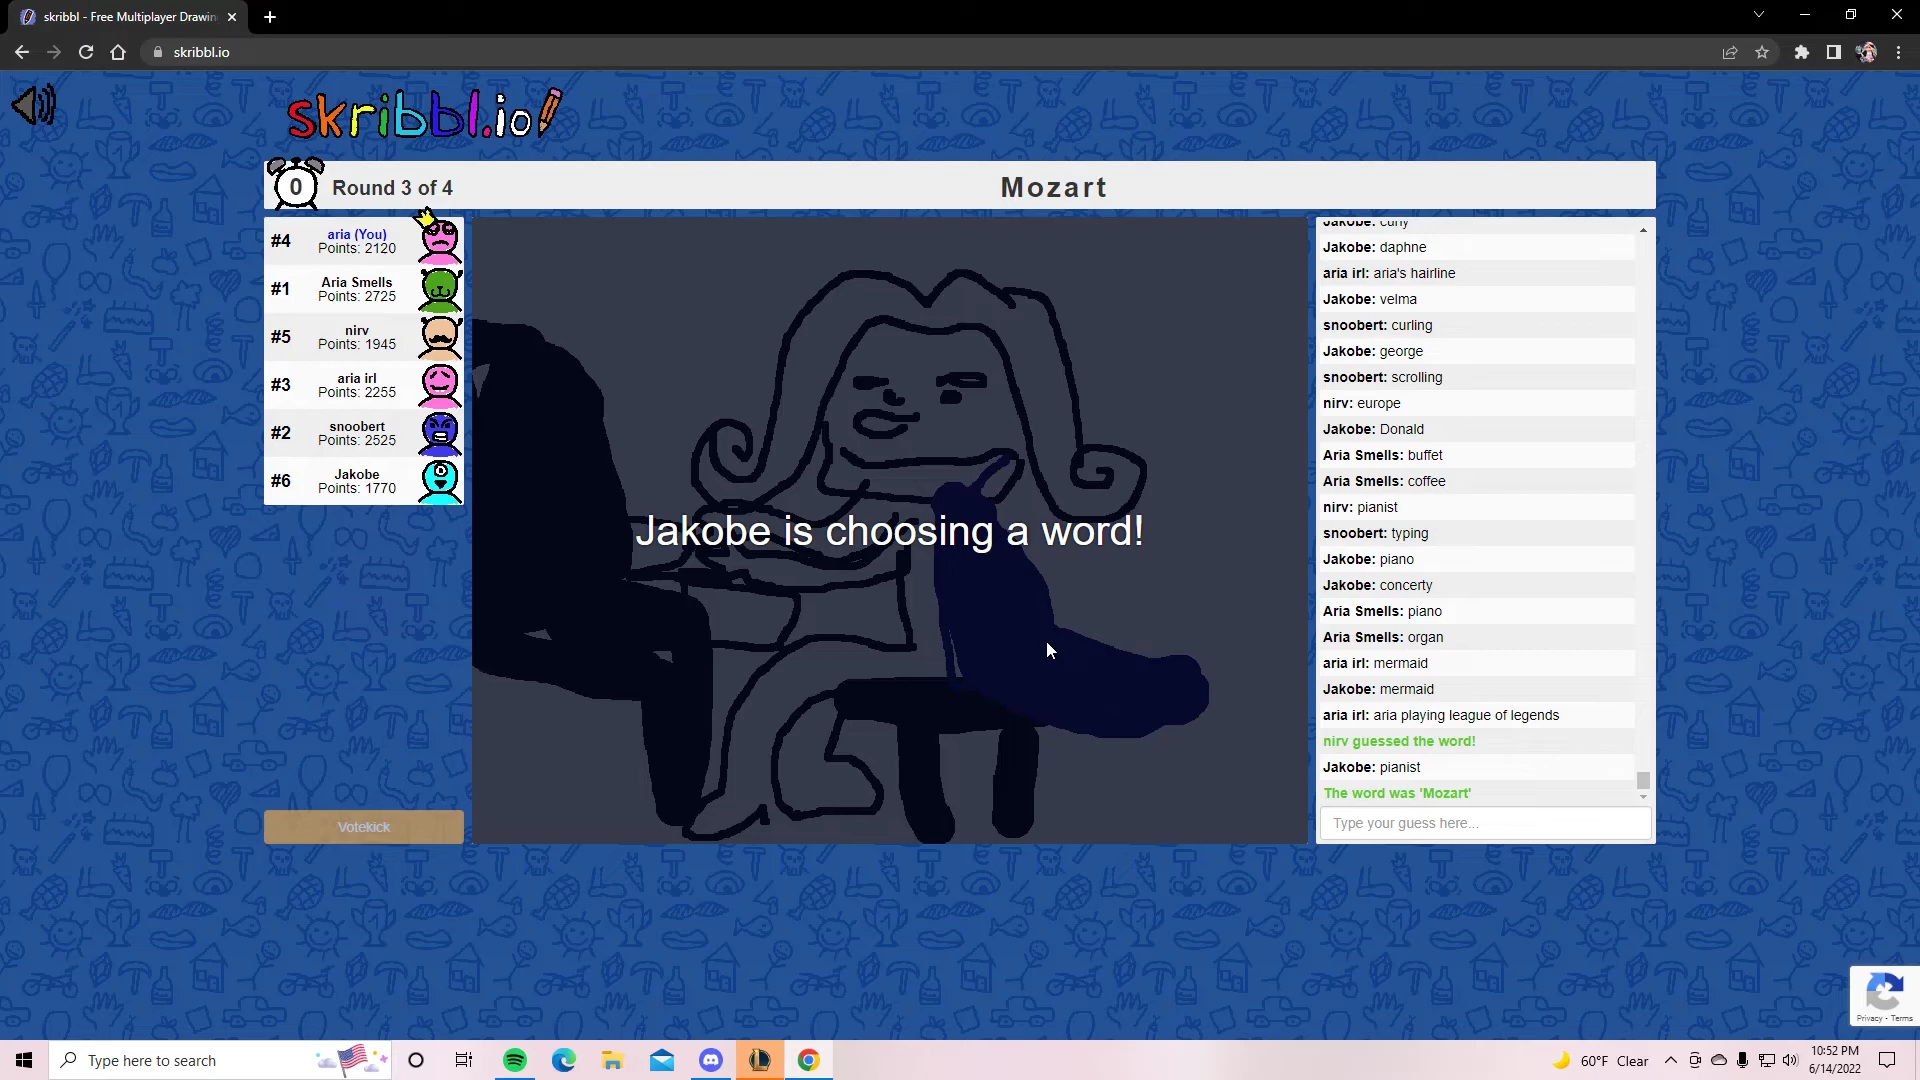 skribbl - Free Multiplayer Drawin
skribbl.io
skribbl.io
0
Round 3 of 4
Mozart
#4
aria (You)
Points: 2120
#1
Aria Smells
Points: 2725
#5
nirv
Points: 1945
#3
aria irl
Points: 2255
#2
snoobert
Points: 2525
#6
Jakobe
Points: 1770
Votekick
Jakobe is choosing a word!
Jakobe: curly
Jakobe: daphne
aria irl: aria's hairline
Jakobe: velma
snoobert: curling
Jakobe: george
snoobert: scrolling
nirv: europe
Jakobe: Donald
Aria Smells: buffet
Aria Smells: coffee
nirv: pianist
snoobert: typing
Jakobe: piano
Jakobe: concerty
Aria Smells: piano
Aria Smells: organ
aria irl: mermaid
Jakobe: mermaid
aria irl: aria playing league of legends
nirv guessed the word!
Jakobe: pianist
The word was 'Mozart'
Type your guess here...
Privacy - Terms
Type here to search
60°F Clear
10:52 PM
6/14/2022